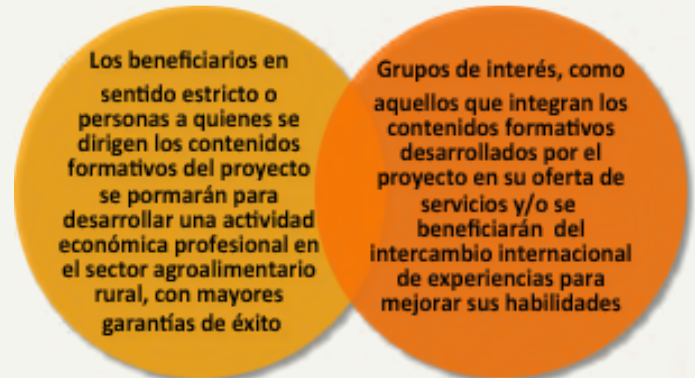 Los beneficiarios en
sentido estricto o
personas a quienes se
dirigen los contenidos
formativos del proyecto
se pormarán para
desarrollar una actividad
económica profesional en
el sector agroalimentario
rural, con mayores
garantías de éxito
Grupos de interés, como
aquellos que integran los
contenidos formativos
desarrollados por el
proyecto en su oferta de
servicios y/o se
beneficiarán del
intercambio internacional
de experiencias para
mejorar sus habilidades